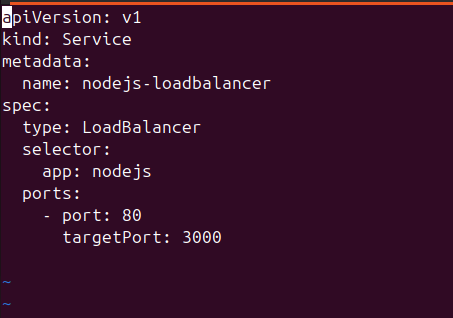 apiVersion: v1
kind: Service
metadata:
  name: nodejs-loadbalancer
spec:
  type: LoadBalancer
  selector:
    app: nodejs
  ports:
    - port: 80
      targetPort: 3000

~
~